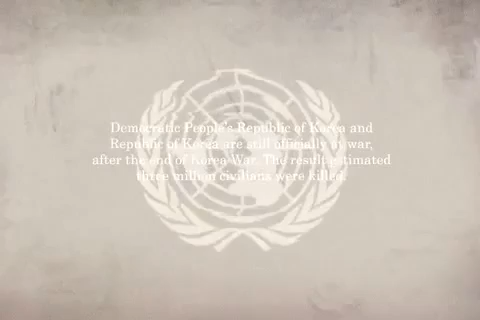 Democratic People's Republic of Korea and
Republic of Korea are still officially at war,
after the end of Korea War. The result estimated
three million civilians were killed.